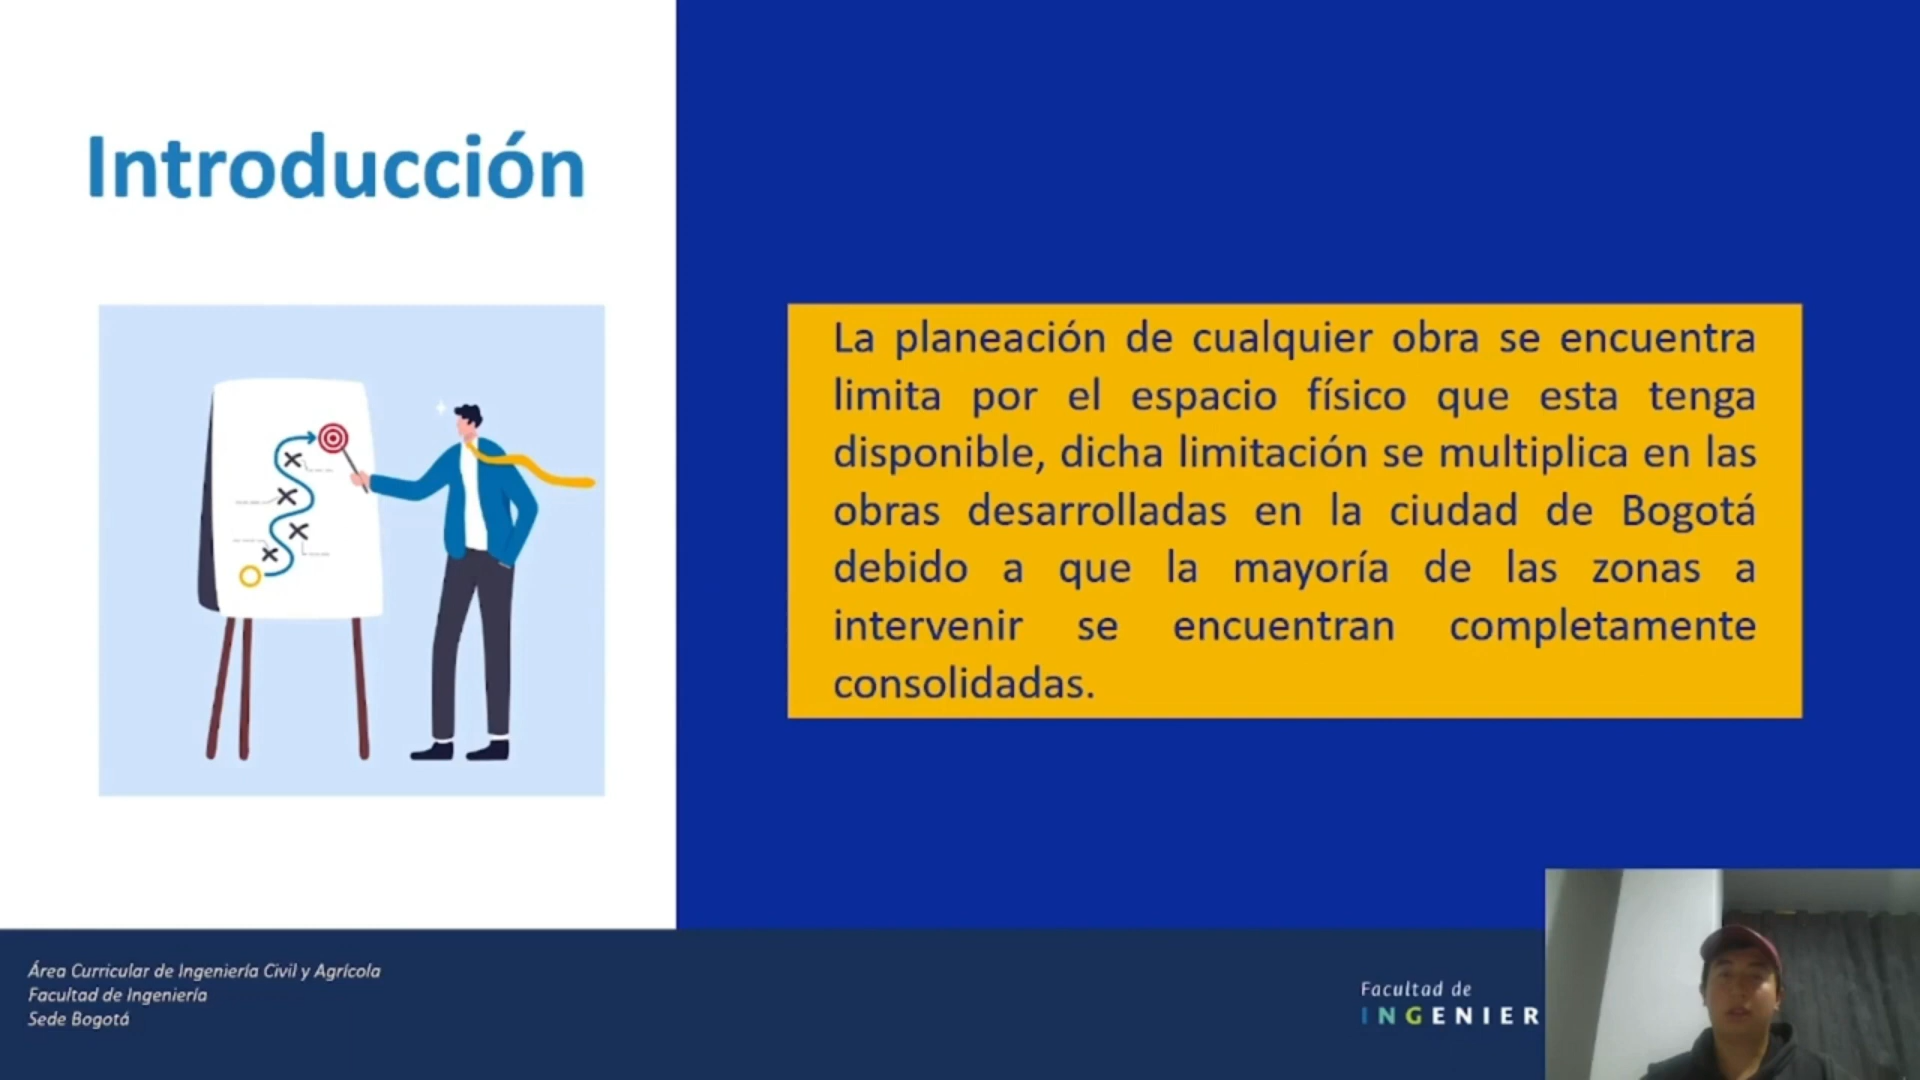 Introducción
La planeación de cualquier obra se encuentra
limita por el espacio físico que esta tenga
disponible, dicha limitación se multiplica en las
obras desarrolladas en la ciudad de Bogotá
debido a que la mayoría de las zonas a
intervenir se encuentran completamente
consolidadas.
Área Curricular de Ingeniería Civil y Agrícola
Facultad de Ingeniería
Sede Bogotá
Facultad de
INGENIER